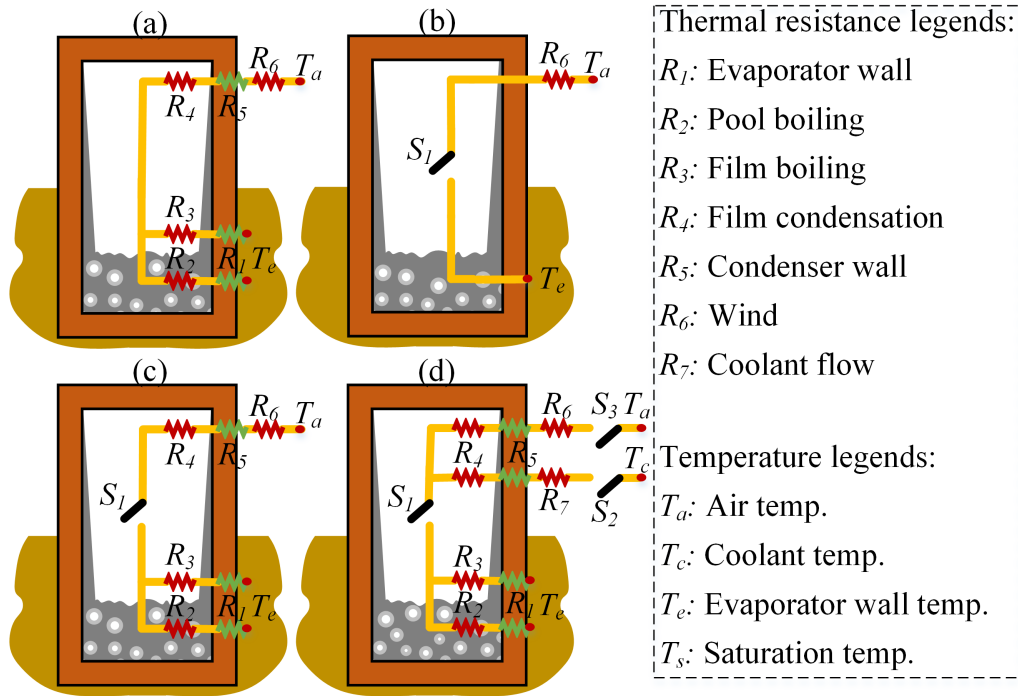 (a)
R6 Ta
R4 R5
R3
R2 R1 Te
(b)
R6 Ta
S1
Te
(c)
R6 Ta
R4 R5
S1
R3
R2 R1 Te
(d)
R6 S3 Ta
R4 R5 Tc
S1 R7 S2
R3
R2 R1 Te
Thermal resistance legends:
R1: Evaporator wall
R2: Pool boiling
R3: Film boiling
R4: Film condensation
R5: Condenser wall
R6: Wind
R7: Coolant flow
Temperature legends:
Ta: Air temp.
Tc: Coolant temp.
Te: Evaporator wall temp.
Ts: Saturation temp.